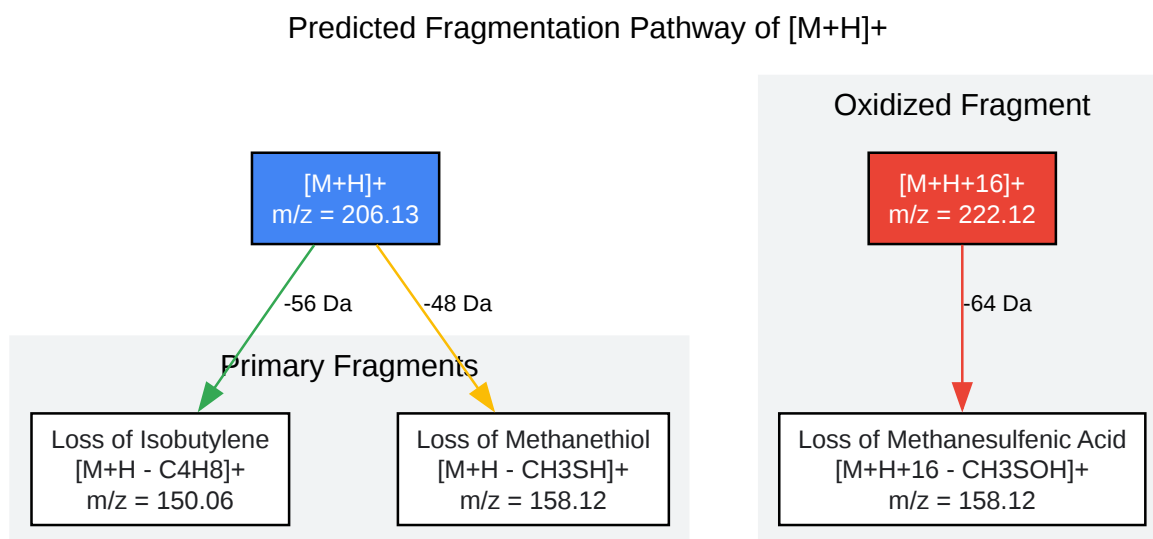 Predicted Fragmentation Pathway of [M+H]+
Oxidized Fragment
[M+H]+
m/z = 206.13
[M+H+16]+
m/z = 222.12
-56 Da
-48 Da
-64 Da
Primary Fragments
Loss of Isobutylene
[M+H - C4H8]+
m/z = 150.06
Loss of Methanethiol
[M+H - CH3SH]+
m/z = 158.12
Loss of Methanesulfenic Acid
[M+H+16 - CH3SOH]+
m/z = 158.12